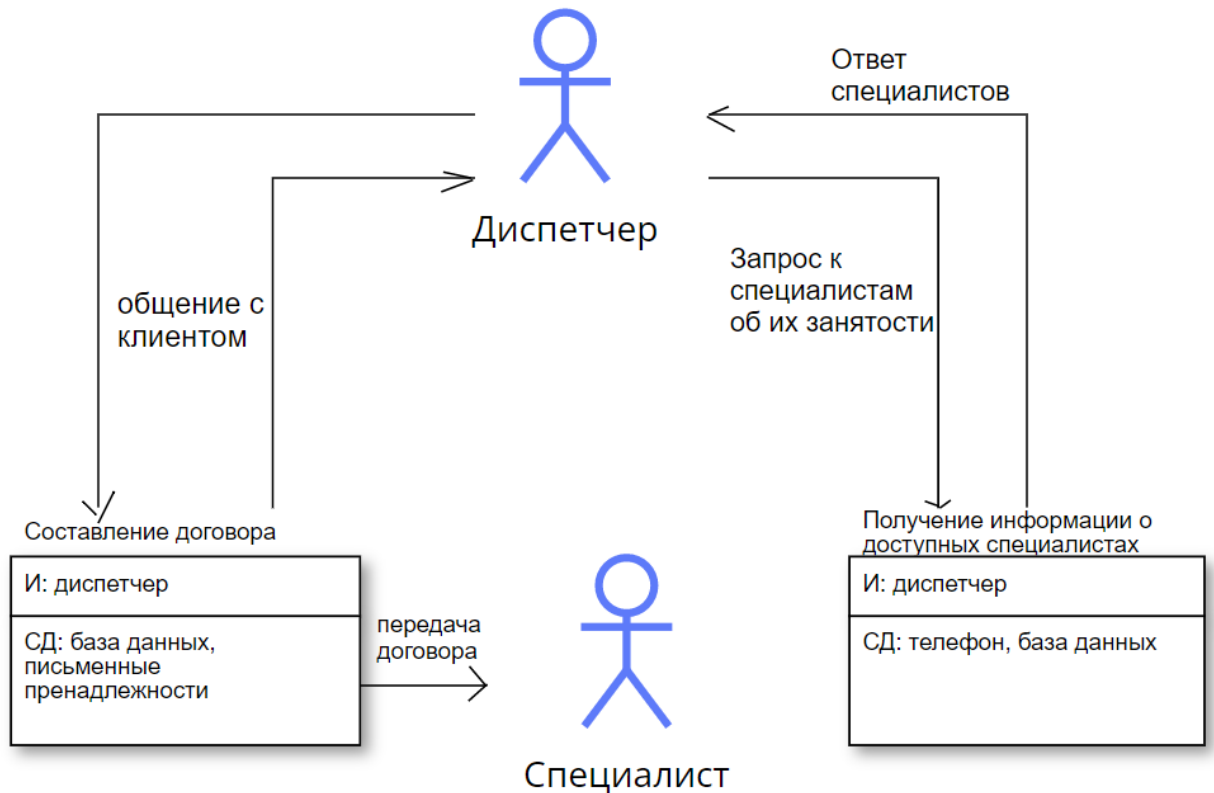 Ответ
специалистов
Диспетчер
общение с
клиентом
Запрос к
специалистам
об их занятости
Составление договора
И: диспетчер
СД: база данных,
письменные
пренадлежности
передача
договора
Специалист
Получение информации о
доступных специалистах
И: диспетчер
СД: телефон, база данных